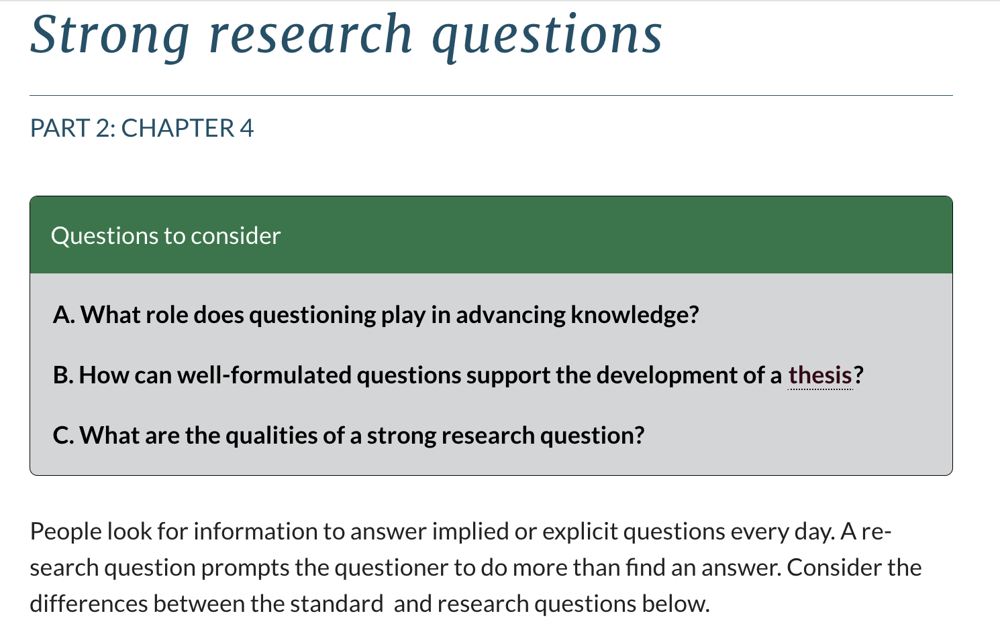 Strong research questions
PART 2: CHAPTER 4
Questions to consider
A. What role does questioning play in advancing knowledge?
B. How can well-formulated questions support the development of a thesis?
C. What are the qualities of a strong research question?
People look for information to answer implied or explicit questions every day. A re-
search question prompts the questioner to do more than find an answer. Consider the
differences between the standard  and research questions below.